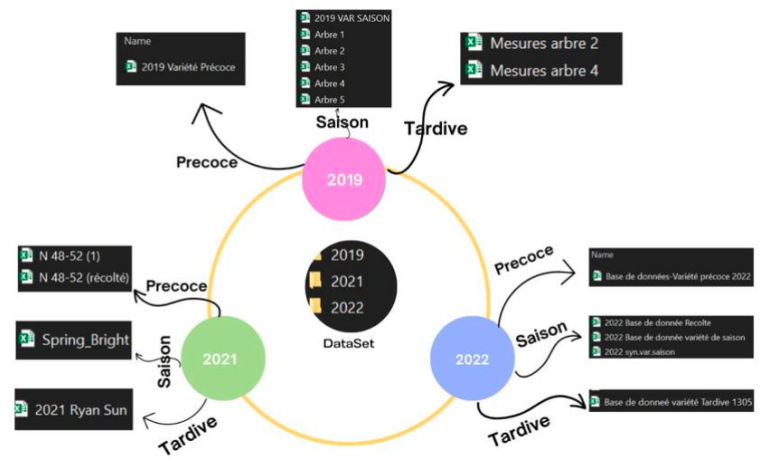 Name
2019 Variété Précoce
2019 VAR SAISON
Arbre 1
Arbre 2
Arbre 3
Arbre 4
Arbre 5
Mesures arbre 2
Mesures arbre 4
Saison
Tardive
Precoce
2019
2019
2021
2022
DataSet
N 48-52 (1)
N 48-52 (récolté)
Precoce
Spring_Bright
Saison
2021
2021 Ryan Sun
Tardive
Precoce
Name
Base de données-Variété précoce 2022
2022
Saison
2022 Base de donnée Recolte
2022 Base de donnée variété de saison
2022 syn.var.saison
Base de donneé variété Tardive 1305
Tardive